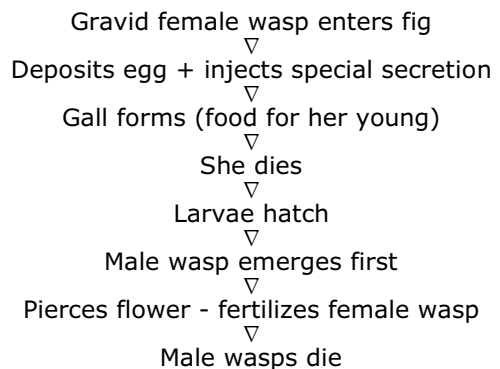 Gravid female wasp enters fig
▽
Deposits egg + injects special secretion
▽
Gall forms (food for her young)
▽
She dies
▽
Larvae hatch
▽
Male wasp emerges first
▽
Pierces flower - fertilizes female wasp
▽
Male wasps die